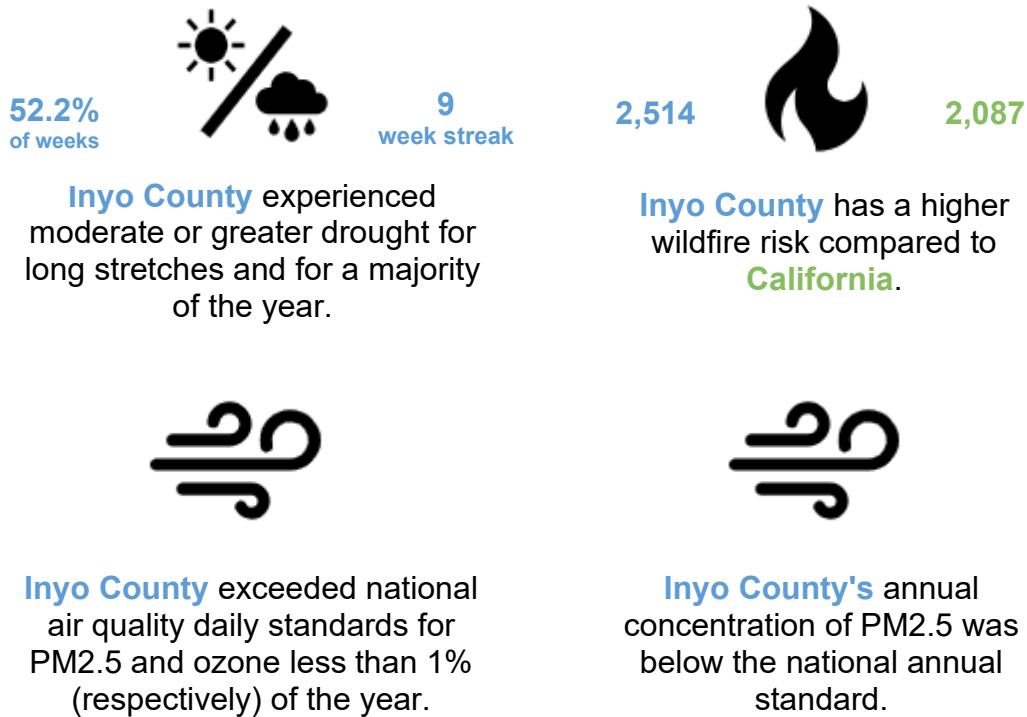 52.2%
of weeks
9
week streak
Inyo County experienced
moderate or greater drought for
long stretches and for a majority
of the year.
2,514
2,087
Inyo County has a higher
wildfire risk compared to
California.
Inyo County exceeded national
air quality daily standards for
PM2.5 and ozone less than 1%
(respectively) of the year.
Inyo County's annual
concentration of PM2.5 was
below the national annual
standard.